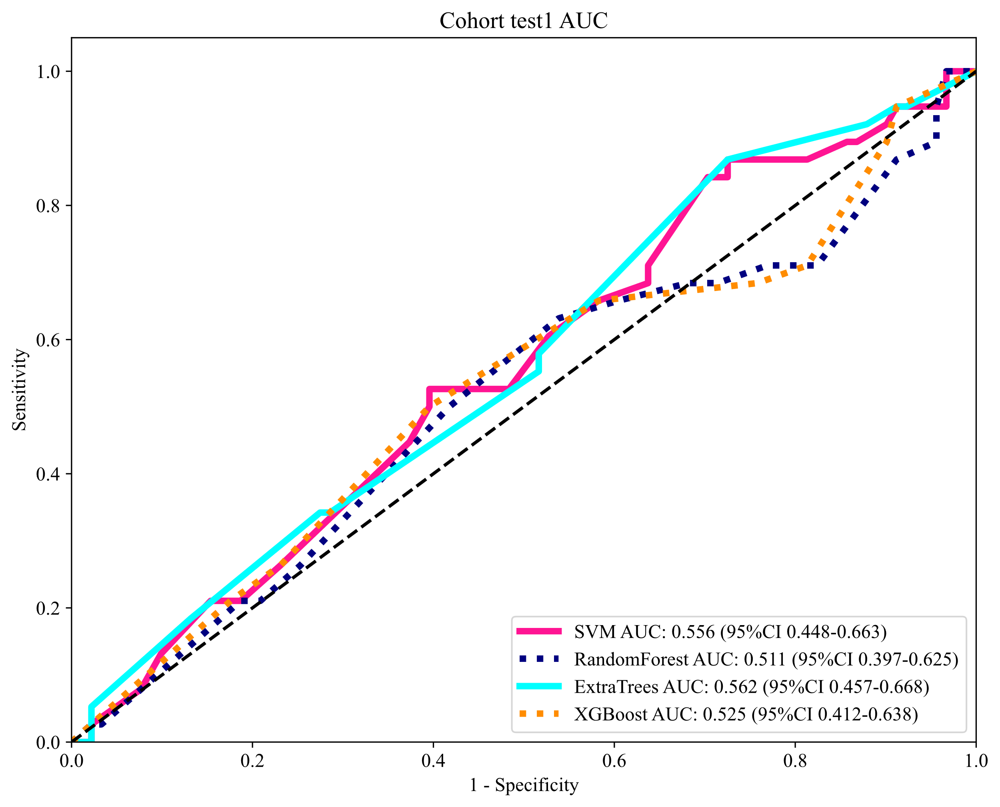 Cohort test1 AUC
1.0
0.8
0.6
0.4
0.2
0.0
Sensitivity
SVM AUC: 0.556 (95%CI 0.448-0.663)
RandomForest AUC: 0.511 (95%CI 0.397-0.625)
ExtraTrees AUC: 0.562 (95%CI 0.457-0.668)
XGBoost AUC: 0.525 (95%CI 0.412-0.638)
0.0 0.2 0.4 0.6 0.8 1.0
1 - Specificity